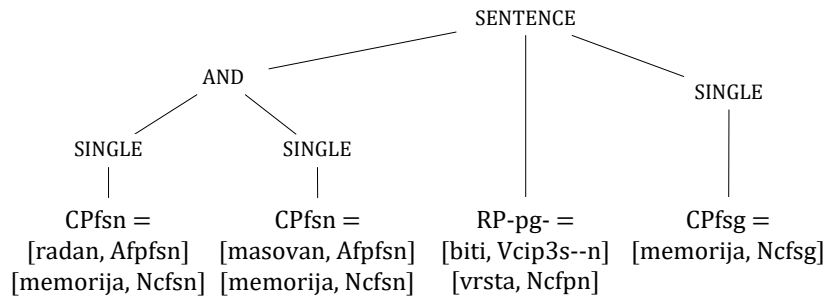 SENTENCE
AND
SINGLE
SINGLE SINGLE
CPfsn = CPfsn = RP-pg- = CPfsg =
[radan, Afpfsn] [masovan, Afpfsn] [biti, Vcip3s--n] [memorija, Ncfsg]
[memorija, Ncfsn] [memorija, Ncfsn] [vrsta, Ncfpn]